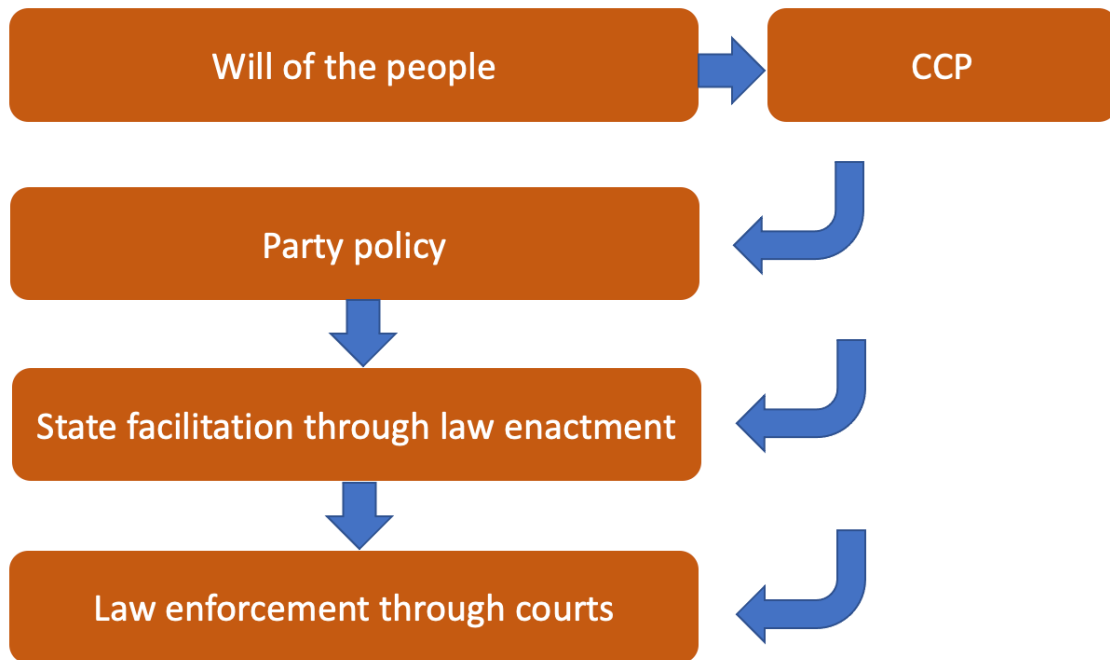 Will of the people
CCP
Party policy
State facilitation through law enactment
Law enforcement through courts